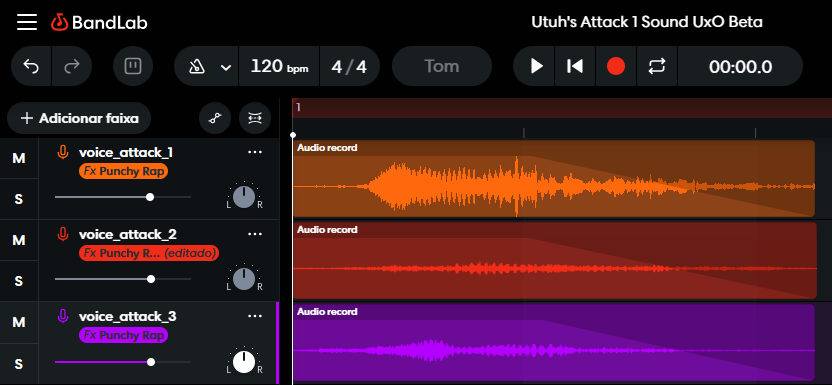 BandLab
Utuh's Attack 1 Sound UxO Beta
120 bpm
4 / 4
Tom
00:00.0
+ Adicionar faixa
1
M
voice_attack_1
Fx Punchy Rap
S
L R
Audio record
M
voice_attack_2
Fx Punchy R... (editado)
S
L R
Audio record
M
voice_attack_3
Fx Punchy Rap
S
L R
Audio record